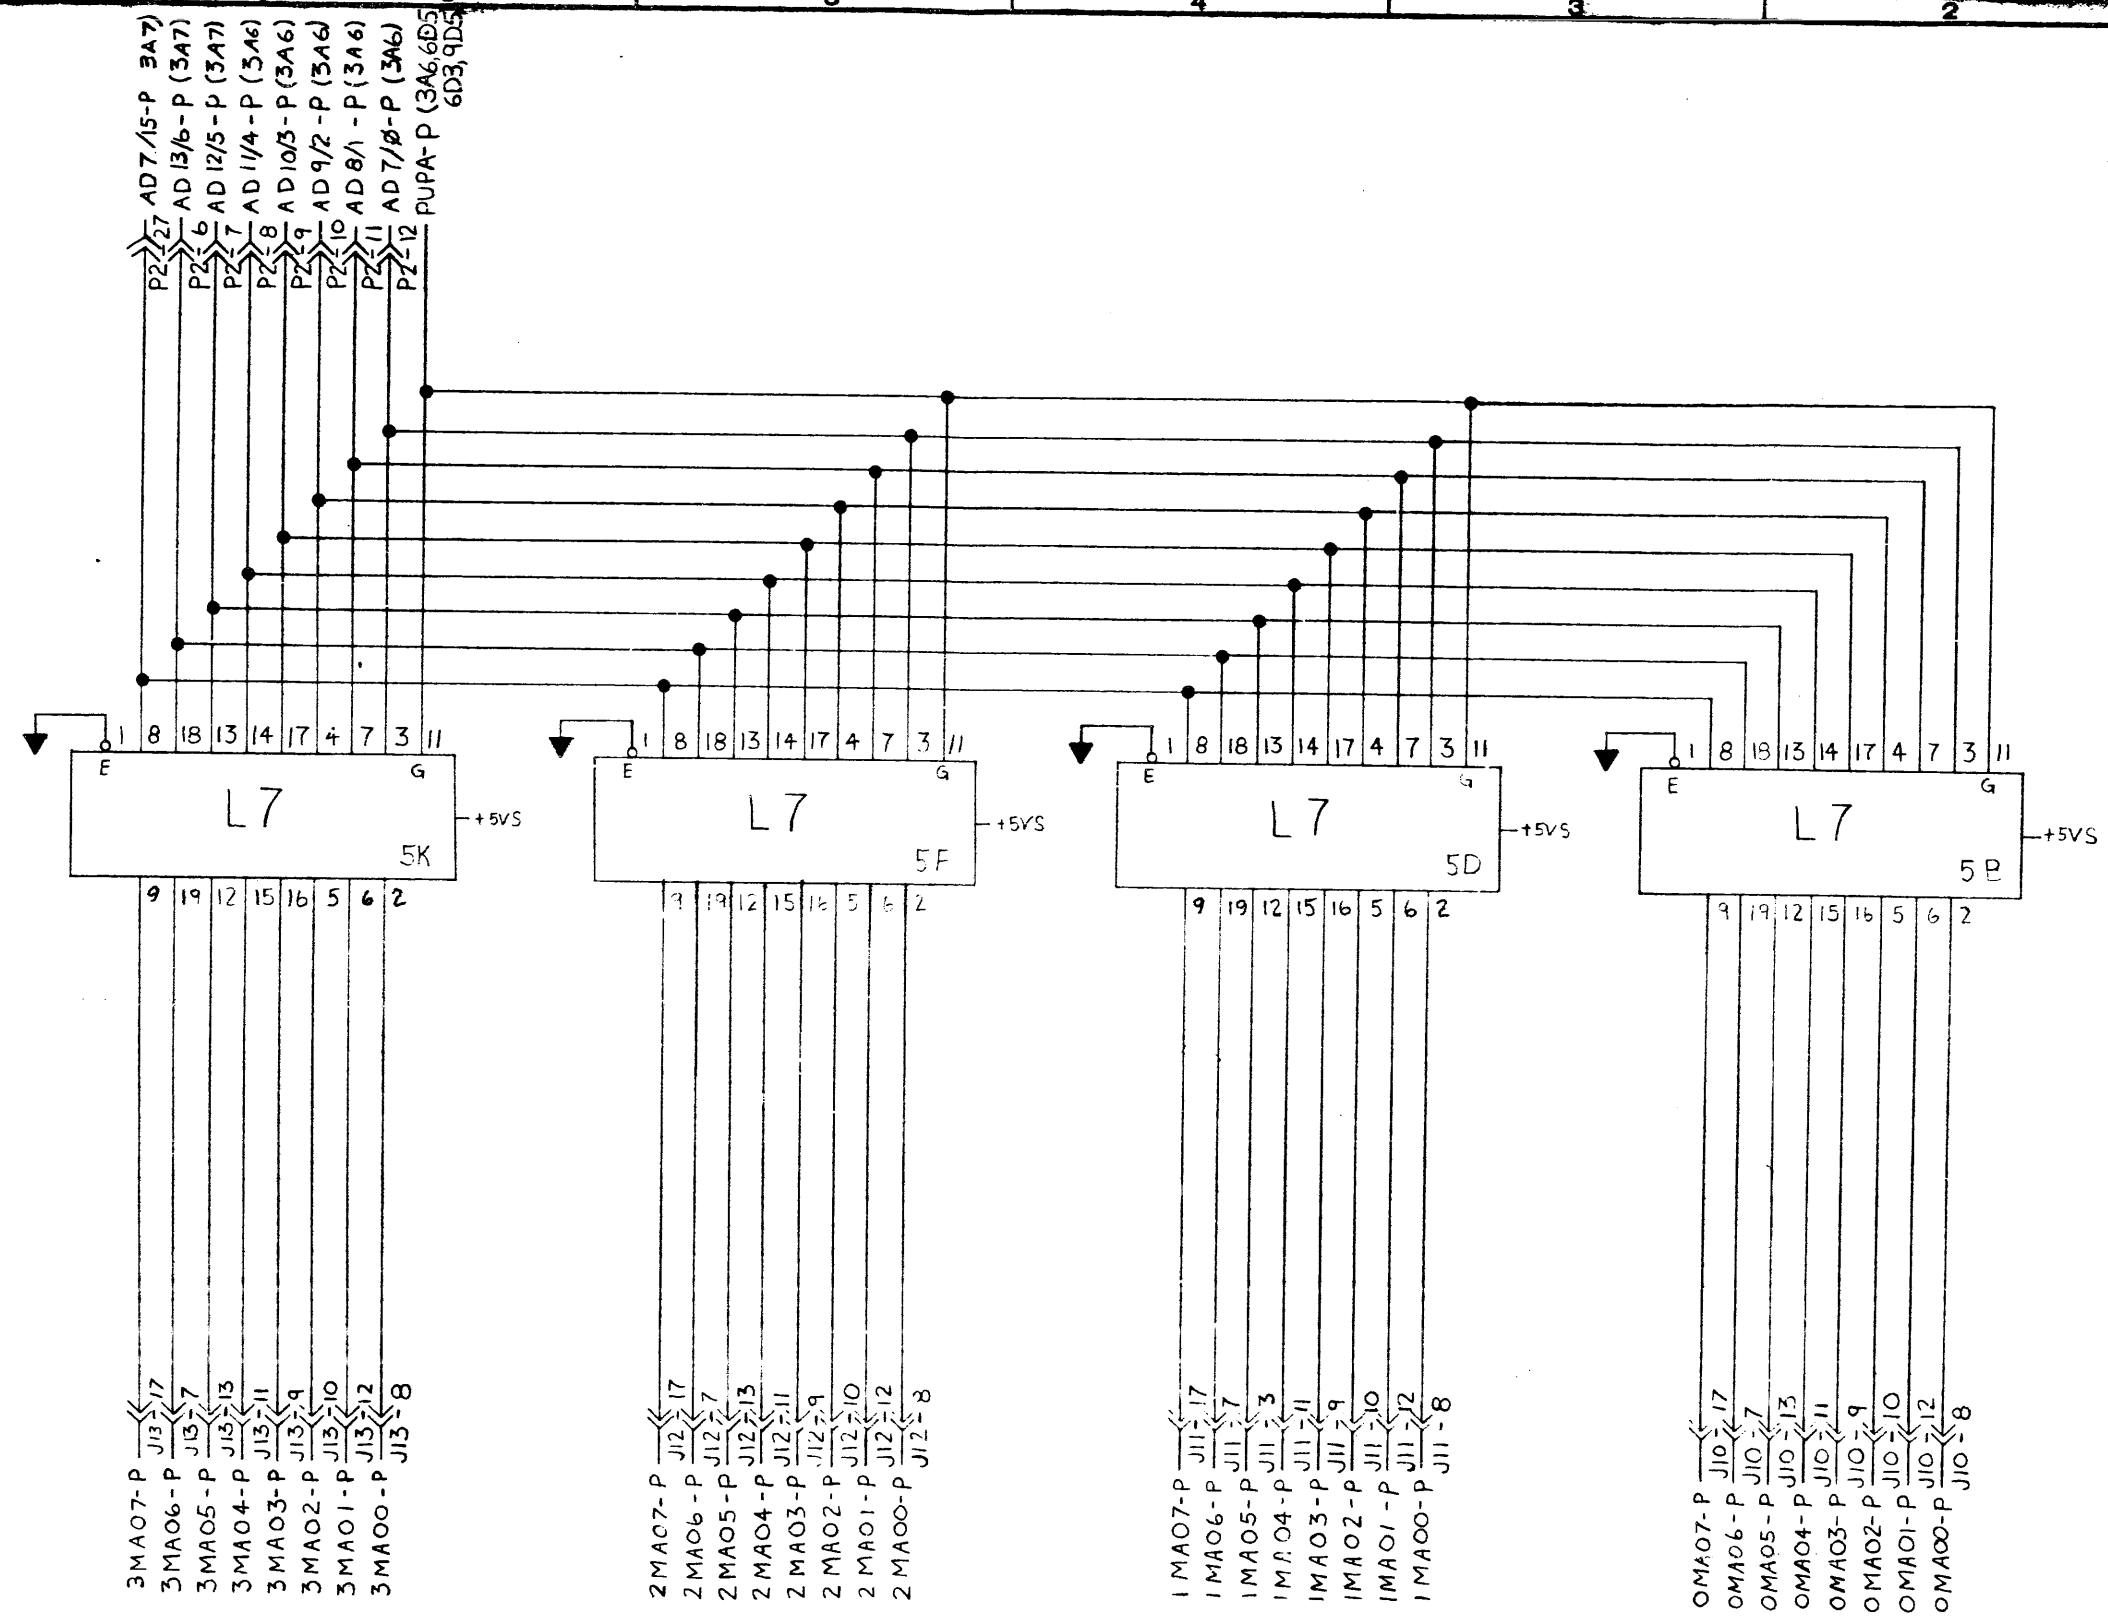 4
3
2
AD7/15-P 3A7)
AD13/6-P (3A7)
AD12/5-P (3A7)
AD11/4-P (3A6)
AD10/3-P (3A6)
AD9/2-P (3A6)
AD8/1-P (3A6)
AD7/Ø-P (3A6)
PUPA-P (3A6,6D5
6D3,9D5
P2-27
P2-6
P2-7
P2-8
P2-9
P2-10
P2-11
P2-12
1 8 18 13 14 17 4 7 3 11
E G
L7
5K
+5VS
9 19 12 15 16 5 6 2
1 8 18 13 14 17 4 7 3 11
E G
L7
5F
+5VS
9 19 12 15 16 5 6 2
1 8 18 13 14 17 4 7 3 11
E G
L7
5D
+5VS
9 19 12 15 16 5 6 2
1 8 18 13 14 17 4 7 3 11
E G
L7
5B
+5VS
9 19 12 15 16 5 6 2
J13-17
J13-7
J13-13
J13-11
J13-9
J13-10
J13-12
J13-8
3MA07-P
3MA06-P
3MA05-P
3MA04-P
3MA03-P
3MA02-P
3MA01-P
3MA00-P
J12-17
J12-7
J12-13
J12-11
J12-9
J12-10
J12-12
J12-8
2MA07-P
2MA06-P
2MA05-P
2MA04-P
2MA03-P
2MA02-P
2MA01-P
2MA00-P
J11-17
J11-7
J11-3
J11-11
J11-9
J11-10
J11-12
J11-8
1MA07-P
1MA06-P
1MA05-P
1MA04-P
1MA03-P
1MA02-P
1MA01-P
1MA00-P
J10-17
J10-7
J10-13
J10-11
J10-9
J10-10
J10-12
J10-8
0MA07-P
0MA06-P
0MA05-P
0MA04-P
0MA03-P
0MA02-P
0MA01-P
0MA00-P